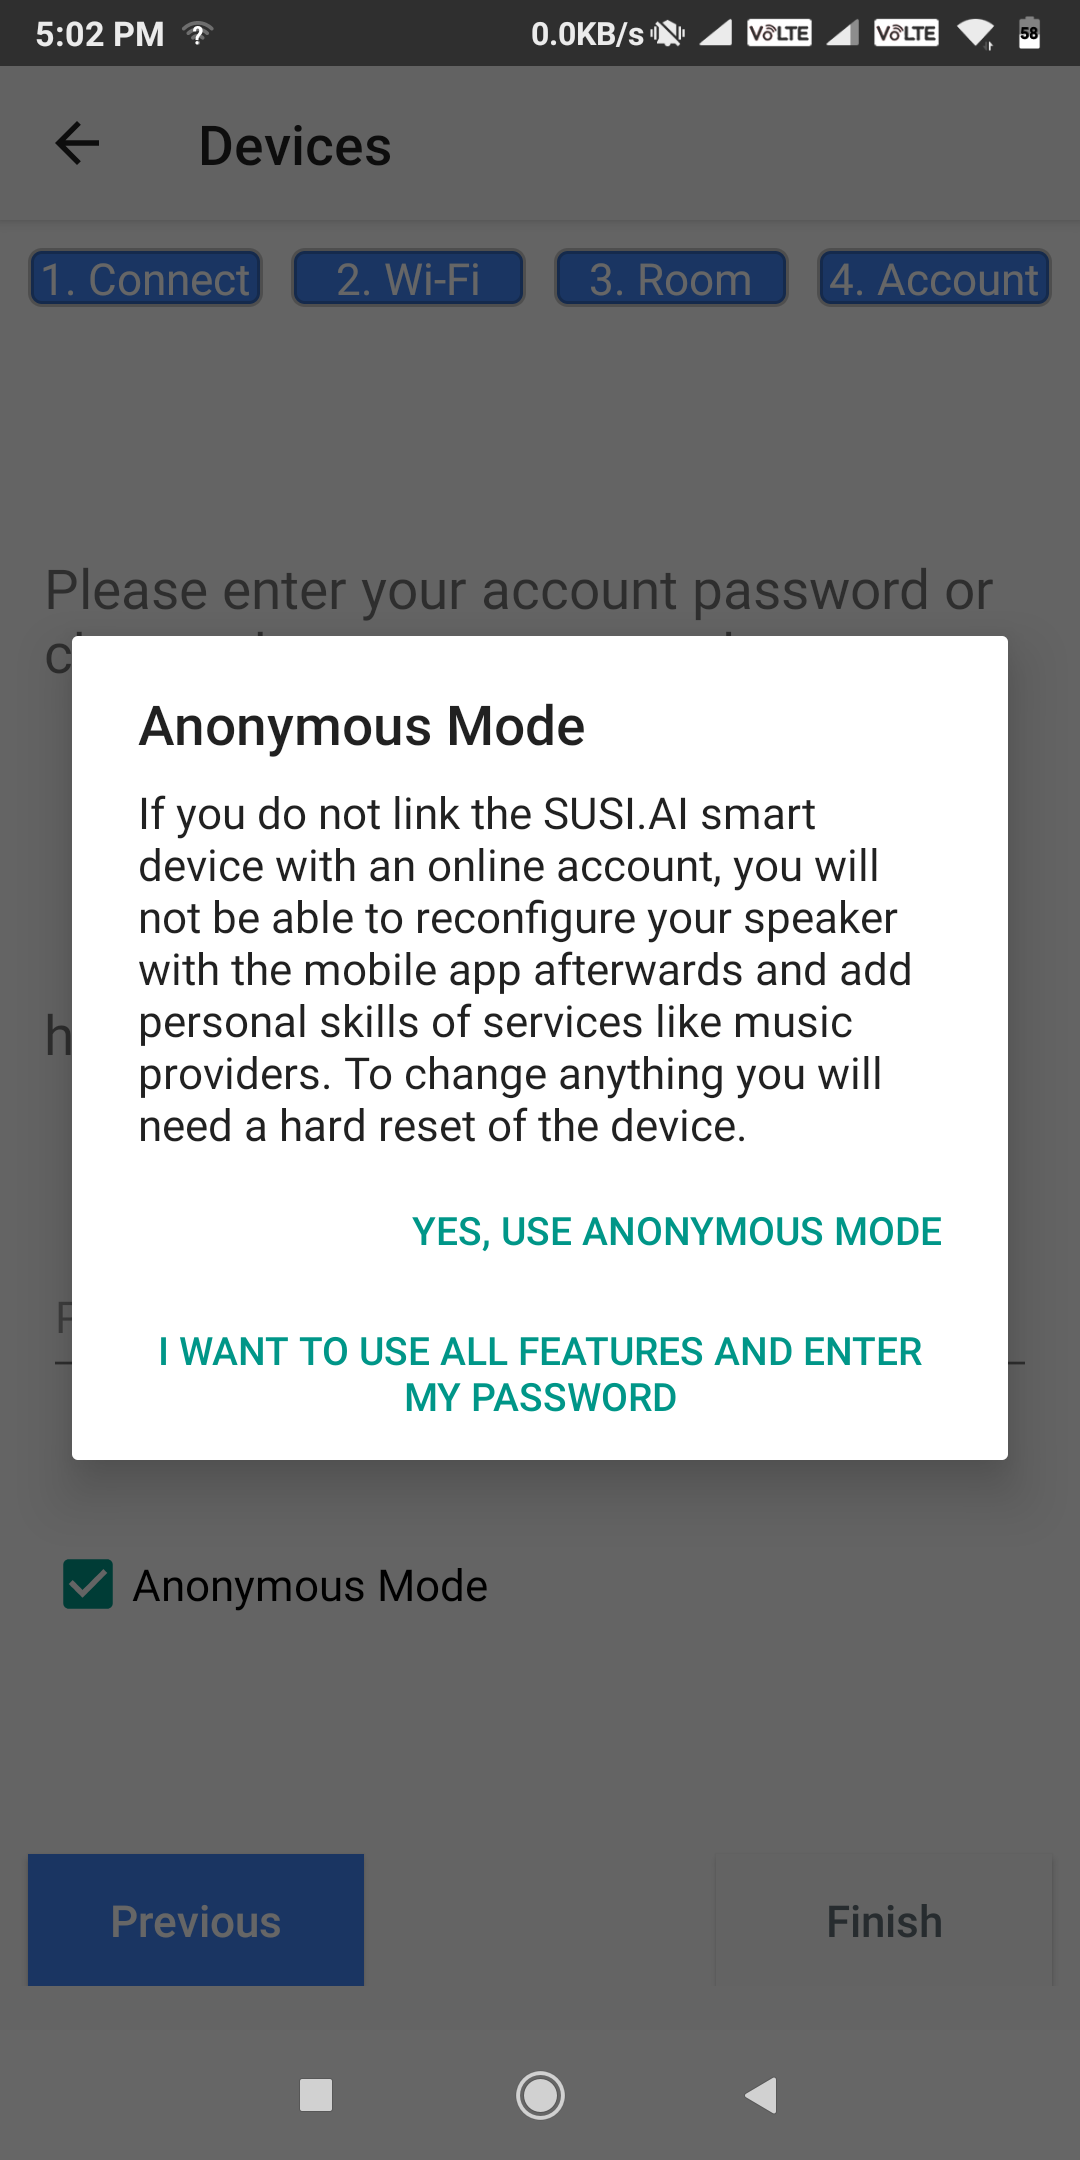 5:02 PM 0.0KB/s VoLTE VoLTE 58
Devices
1. Connect 2. Wi-Fi 3. Room 4. Account
Please enter your account password or
Anonymous Mode
If you do not link the SUSI.AI smart
device with an online account, you will
not be able to reconfigure your speaker
with the mobile app afterwards and add
personal skills of services like music
providers. To change anything you will
need a hard reset of the device.
YES, USE ANONYMOUS MODE
I WANT TO USE ALL FEATURES AND ENTER
MY PASSWORD
Anonymous Mode
Previous Finish